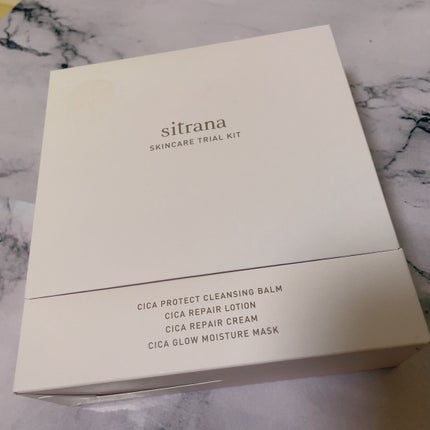 sitrana
SKINCARE TRIAL KIT
CICA PROTECT CLEANSING BALM
CICA REPAIR LOTION
CICA REPAIR CREAM
CICA GLOW MOISTURE MASK